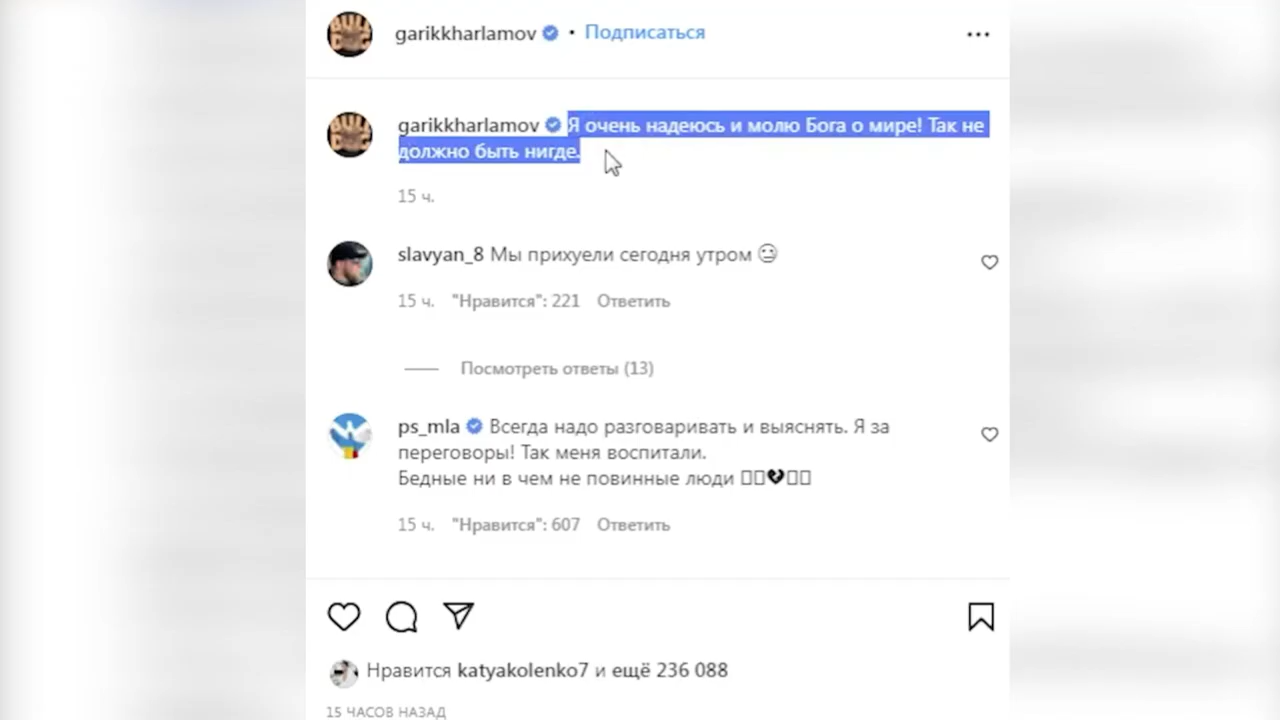 garikkharlamov • Подписаться
garikkharlamov Я очень надеюсь и молю Бога о мире! Так не
должно быть нигде.
15 ч.
slavyan_8 Мы прихуели сегодня утром 😐
15 ч. "Нравится": 221 Ответить
Посмотреть ответы (13)
ps_mla Всегда надо разговаривать и выяснять. Я за
переговоры! Так меня воспитали.
Бедные ни в чем не повинные люди 💔
15 ч. "Нравится": 607 Ответить
Нравится katyakolenko7 и ещё 236 088
15 ЧАСОВ НАЗАД